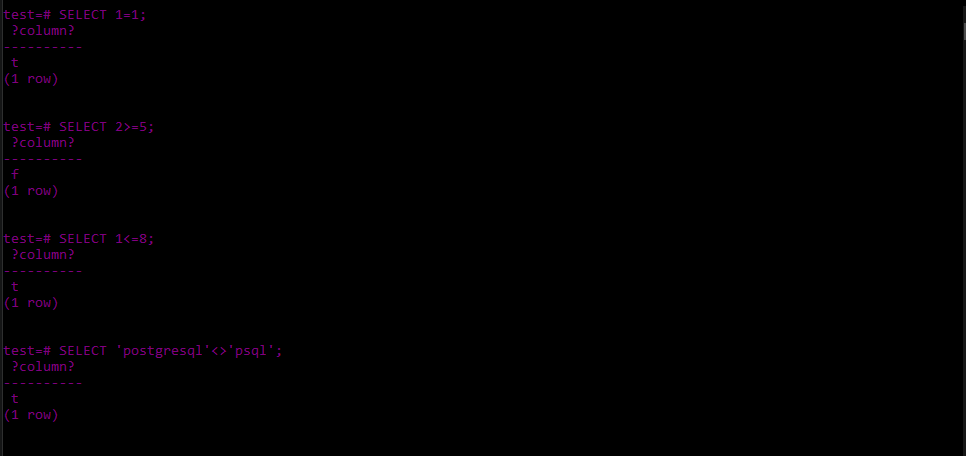 test=# SELECT 1=1;
?column?
----------
t
(1 row)
test=# SELECT 2>=5;
?column?
----------
f
(1 row)
test=# SELECT 1<=8;
?column?
----------
t
(1 row)
test=# SELECT 'postgresql'<>'psql';
?column?
----------
t
(1 row)